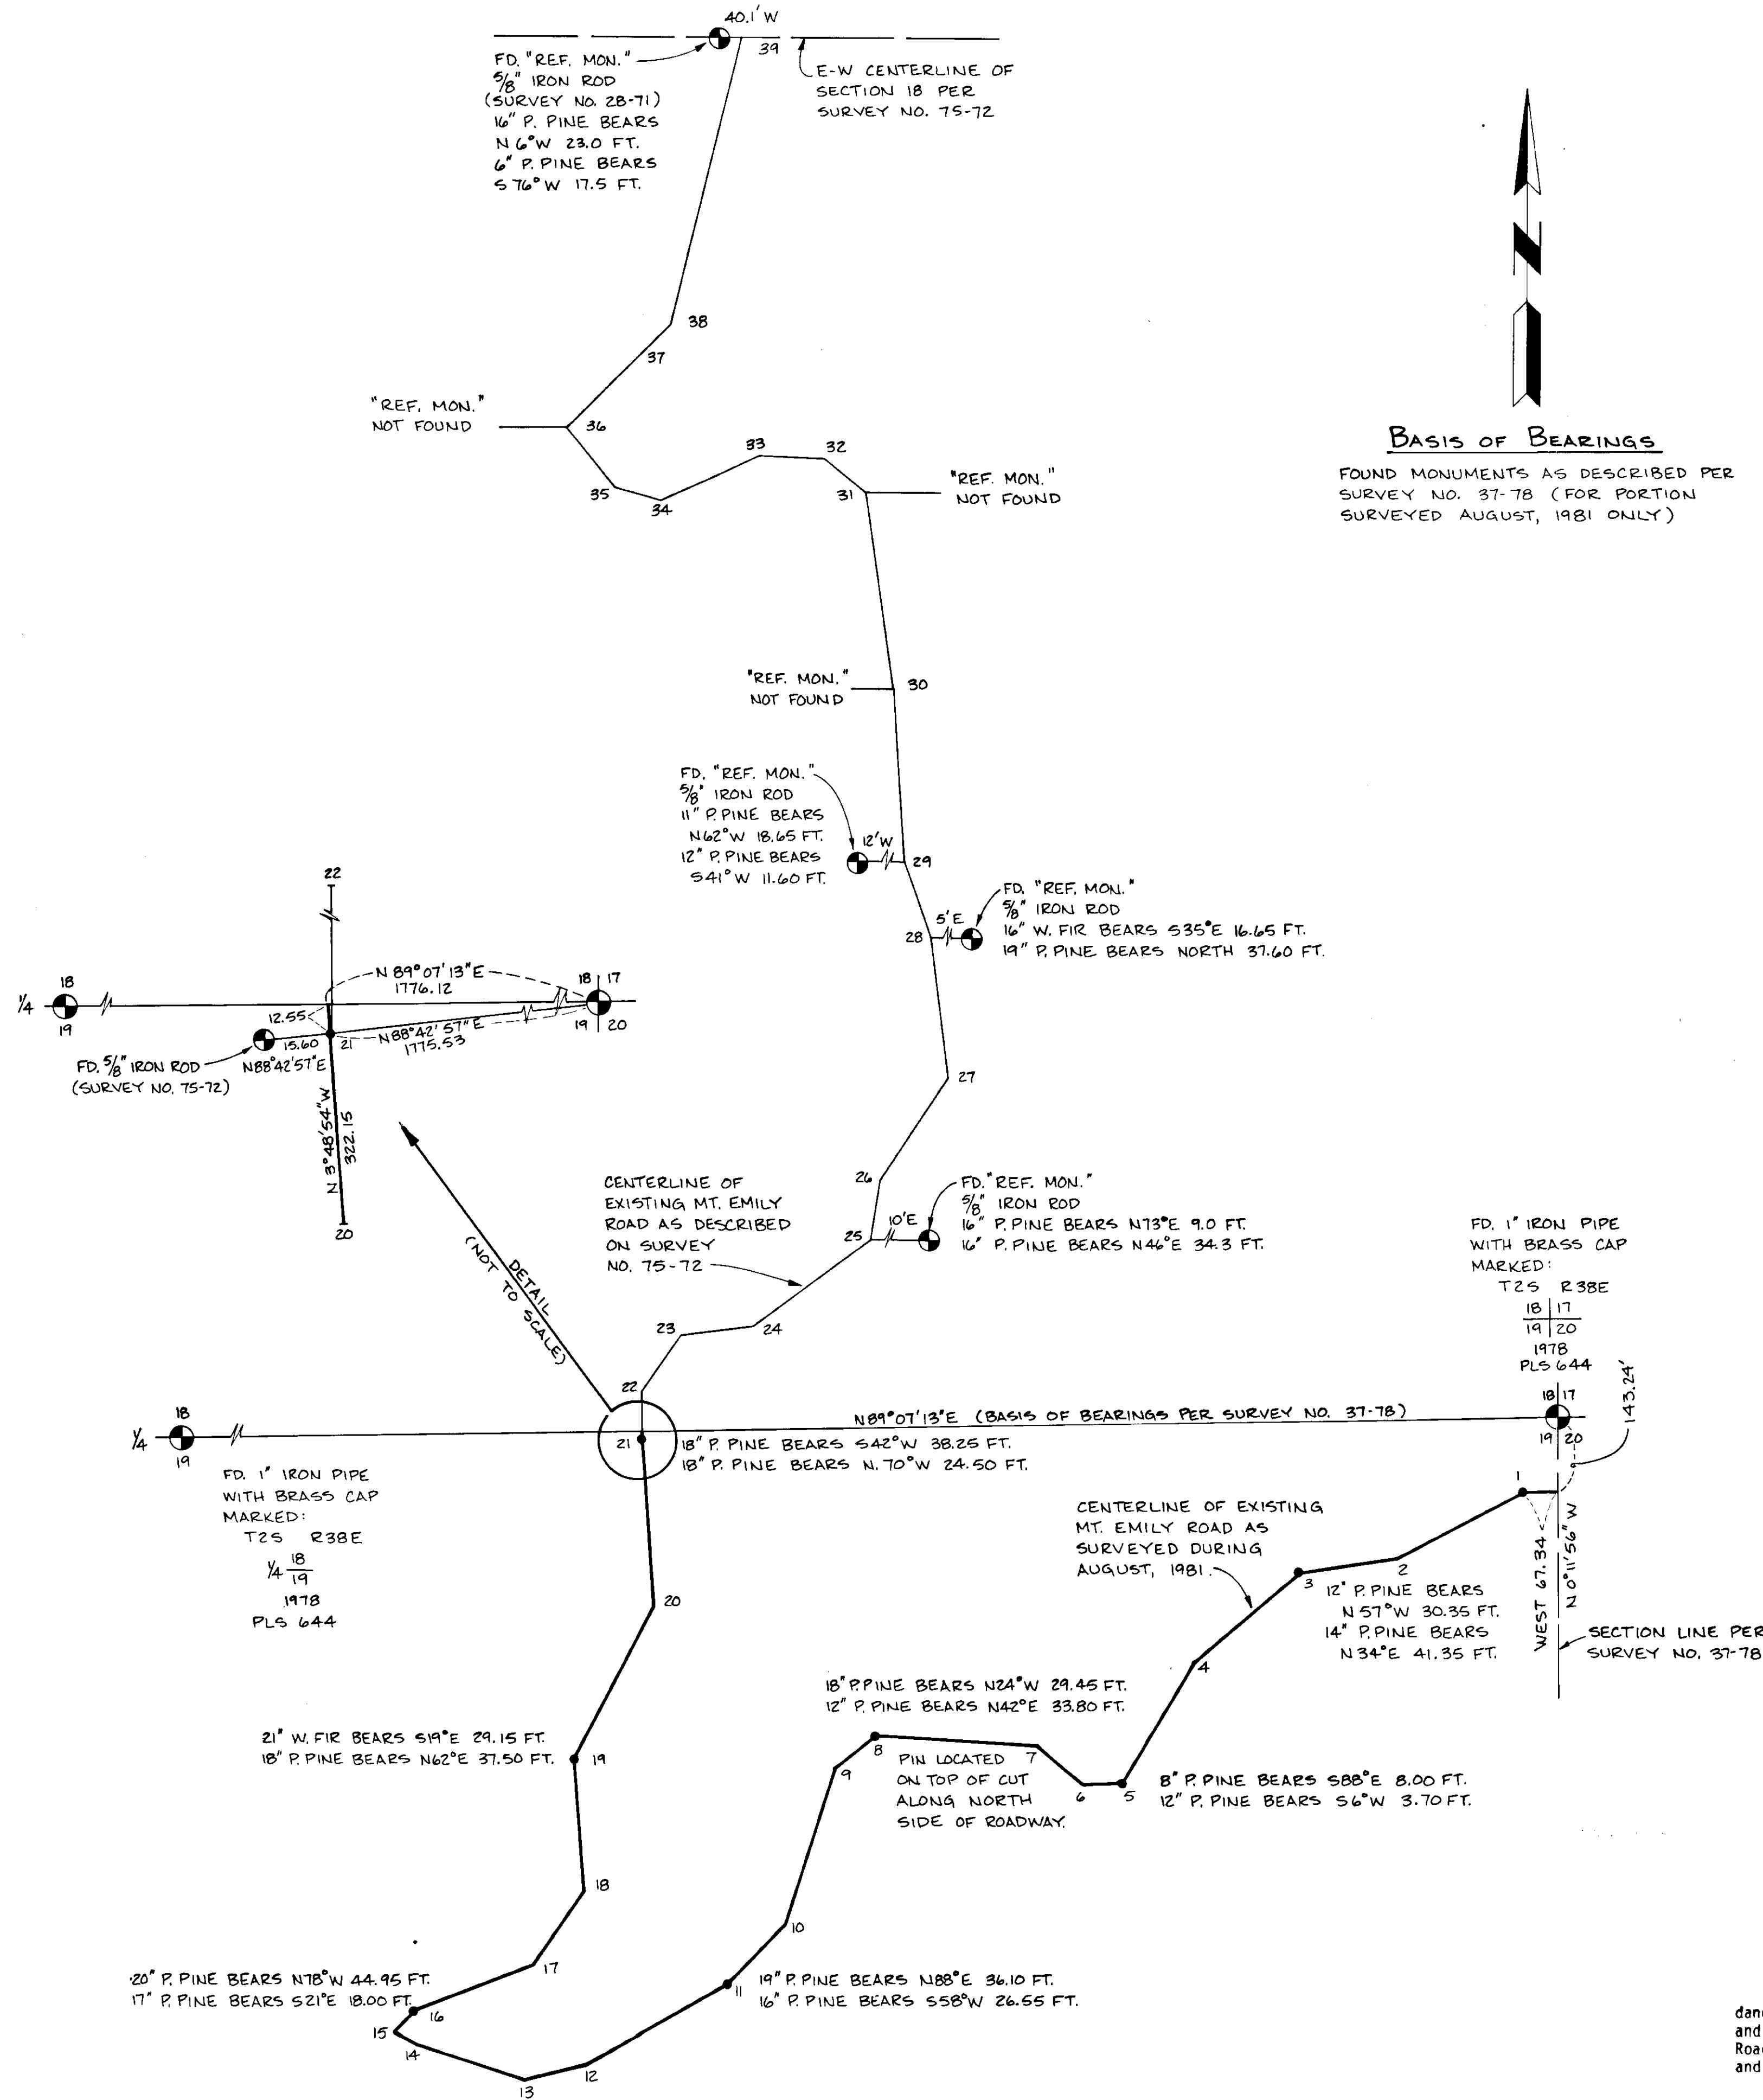 40.1' W
39
FD. "REF. MON."
5/8" IRON ROD
(SURVEY NO. 28-71)
16" P. PINE BEARS
N 6°W 23.0 FT.
6" P. PINE BEARS
S 76° W 17.5 FT.
E-W CENTERLINE OF
SECTION 18 PER
SURVEY NO. 75-72
N
BASIS OF BEARINGS
FOUND MONUMENTS AS DESCRIBED PER
SURVEY NO. 37-78 (FOR PORTION
SURVEYED AUGUST, 1981 ONLY)
38
37
"REF. MON."
NOT FOUND
36
33
32
35
34
31
"REF. MON."
NOT FOUND
"REF. MON."
NOT FOUND
30
FD. "REF. MON."
5/8" IRON ROD
11" P. PINE BEARS
N62°W 18.65 FT.
12" P. PINE BEARS
S41°W 11.60 FT.
12'W
29
28
5'E
FD. "REF. MON."
5/8" IRON ROD
16" W. FIR BEARS S35°E 16.65 FT.
19" P. PINE BEARS NORTH 37.60 FT.
22
N 89°07'13"E
1776.12
1/4
18
19
18 17
19 20
12.55
15.60
21
N88°42'57"E
1775.53
N88°42'57"E
FD. 5/8" IRON ROD
(SURVEY NO. 75-72)
N 3°48'54"W
322.15
20
27
26
25
10'E
FD. "REF. MON."
5/8" IRON ROD
16" P. PINE BEARS N73°E 9.0 FT.
16" P. PINE BEARS N46°E 34.3 FT.
CENTERLINE OF
EXISTING MT. EMILY
ROAD AS DESCRIBED
ON SURVEY
NO. 75-72
DETAIL
(NOT TO SCALE)
23
24
22
FD. 1" IRON PIPE
WITH BRASS CAP
MARKED:
T2S R38E
18 17
19 20
1978
PLS 644
143.24'
1/4
18
19
N89°07'13"E (BASIS OF BEARINGS PER SURVEY NO. 37-78)
18 17
19 20
21
18" P. PINE BEARS S42°W 38.25 FT.
18" P. PINE BEARS N. 70°W 24.50 FT.
FD. 1" IRON PIPE
WITH BRASS CAP
MARKED:
T2S R38E
1/4 18
19
1978
PLS 644
CENTERLINE OF EXISTING
MT. EMILY ROAD AS
SURVEYED DURING
AUGUST, 1981.
1
2
3
12" P. PINE BEARS
N 57°W 30.35 FT.
14" P. PINE BEARS
N34°E 41.35 FT.
WEST 67.34
N 0°11'56" W
SECTION LINE PER
SURVEY NO. 37-78
20
4
18" P. PINE BEARS N24°W 29.45 FT.
12" P. PINE BEARS N42°E 33.80 FT.
21" W. FIR BEARS S19°E 29.15 FT.
18" P. PINE BEARS N62°E 37.50 FT.
19
8
9
PIN LOCATED
ON TOP OF CUT
ALONG NORTH
SIDE OF ROADWAY.
7
6
5
8" P. PINE BEARS S88°E 8.00 FT.
12" P. PINE BEARS S6°W 3.70 FT.
18
10
17
20" P. PINE BEARS N78°W 44.95 FT.
17" P. PINE BEARS S21°E 18.00 FT.
16
11
19" P. PINE BEARS N88°E 36.10 FT.
16" P. PINE BEARS S58°W 26.55 FT.
15
14
12
13
and
and